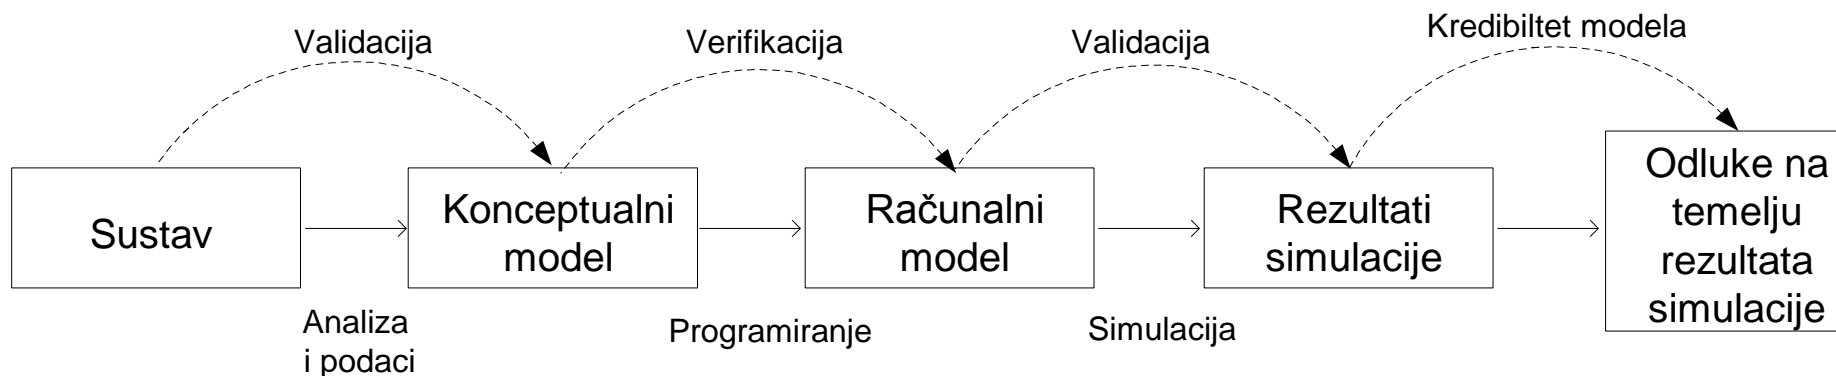 Validacija
Verifikacija
Validacija
Kredibiltet modela
Sustav
Konceptualni
model
Računalni
model
Rezultati
simulacije
Odluke na
temelju
rezultata
simulacije
Analiza
i podaci
Programiranje
Simulacija